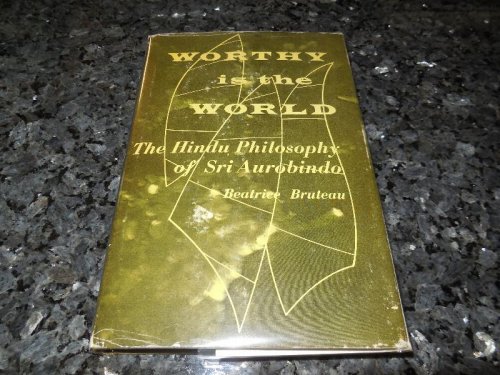 WORTHY
is the
WORLD
The Hindu Philosophy
of Sri Aurobindo
Beatrice Bruteau